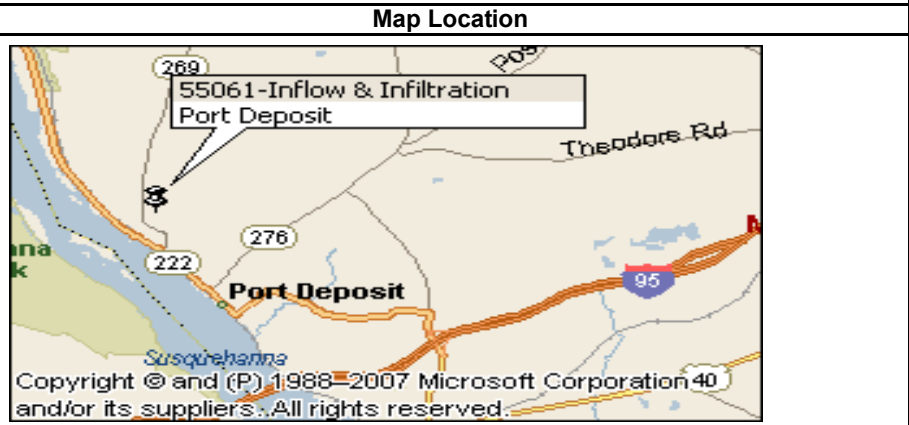 Map Location
269
55061-Inflow & Infiltration
Port Deposit
Theodore Rd
276
222
Port Deposit
95
Susquehanna
40
Copyright © and (P) 1988–2007 Microsoft Corporation
and/or its suppliers. All rights reserved.